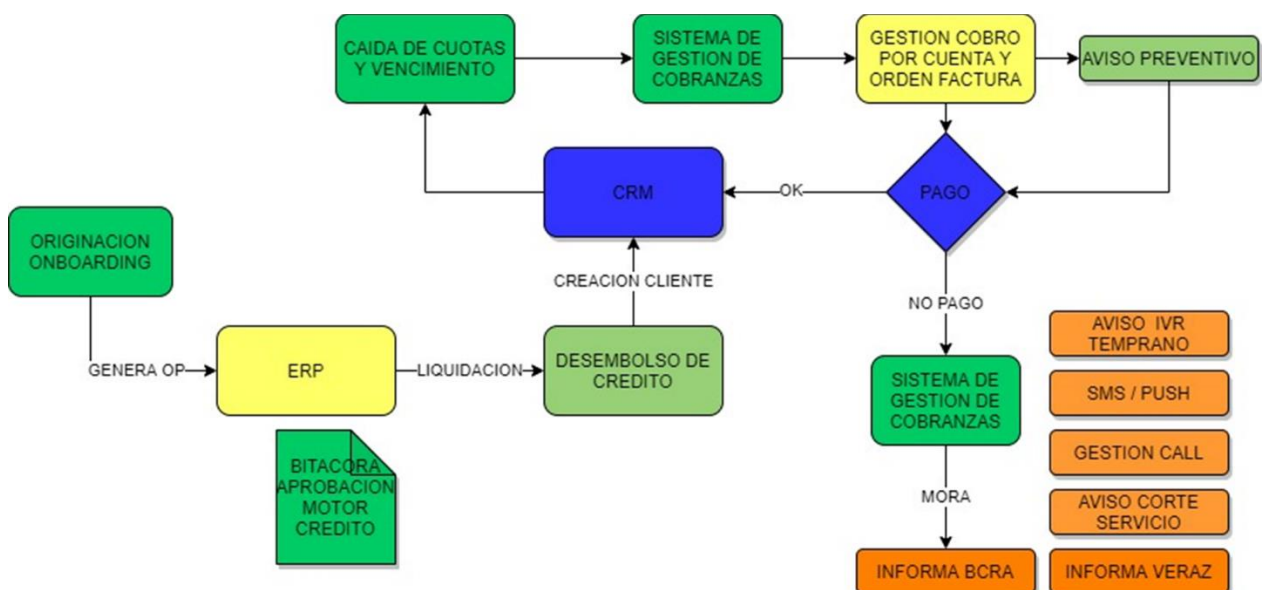 CAIDA DE CUOTAS
Y VENCIMIENTO
SISTEMA DE
GESTION DE
COBRANZAS
GESTION COBRO
POR CUENTA Y
ORDEN FACTURA
AVISO PREVENTIVO
CRM
OK
PAGO
ORIGINACION
ONBOARDING
CREACION CLIENTE
NO PAGO
GENERA OP
ERP
LIQUIDACION
DESEMBOLSO DE
CREDITO
BITACORA
APROBACION
MOTOR
CREDITO
SISTEMA DE
GESTION DE
COBRANZAS
MORA
INFORMA BCRA
AVISO IVR
TEMPRANO
SMS / PUSH
GESTION CALL
AVISO CORTE
SERVICIO
INFORMA VERAZ